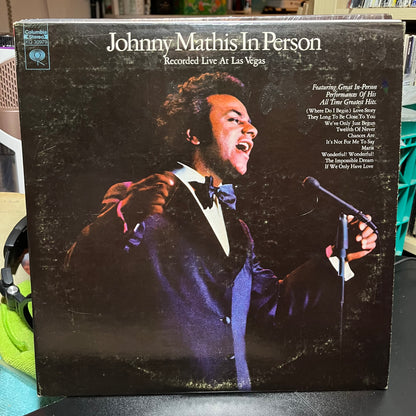 Columbia
Stereo
Johnny Mathis In Person
Recorded Live At Las Vegas
Featuring Great In-Person
Performances Of His
All Time Greatest Hits.
(Where Do I Begin) Love Story
They Long To Be Close To You
We've Only Just Begun
Twelfth Of Never
Chances Are
It's Not For Me To Say
Maria
Wonderful! Wonderful!
The Impossible Dream
If We Only Have Love